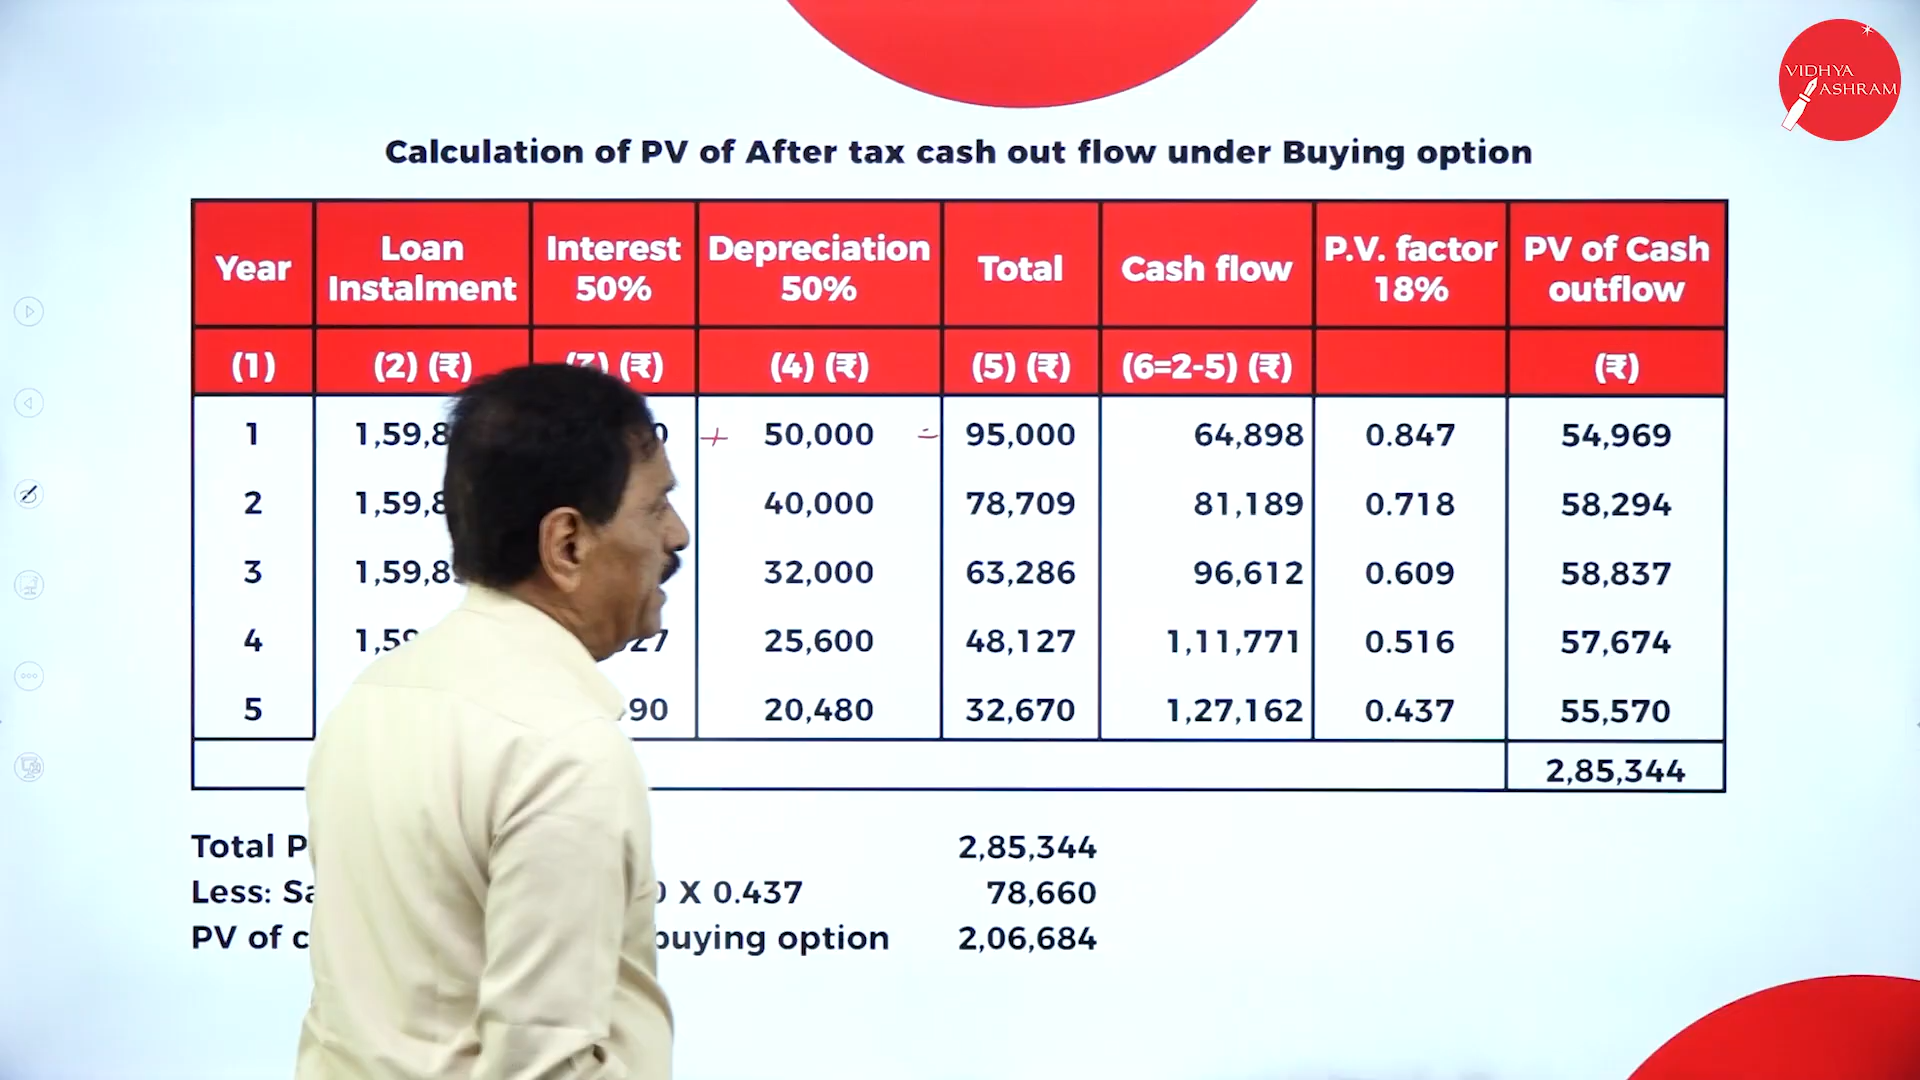 VIDHYA
ASHRAM
Calculation of PV of After tax cash out flow under Buying option
Year Loan Instalment Interest 50% Depreciation 50% Total Cash flow P.V. factor 18% PV of Cash outflow
(1) (2) (₹) (₹) (4) (₹) (5) (₹) (6=2-5) (₹) (₹)
1 + 50,000 = 95,000 64,898 0.847 54,969
2 40,000 78,709 81,189 0.718 58,294
3 32,000 63,286 96,612 0.609 58,837
4 25,600 48,127 1,11,771 0.516 57,674
5 20,480 32,670 1,27,162 0.437 55,570
2,85,344
Total 2,85,344
Less: X 0.437 78,660
PV of buying option 2,06,684